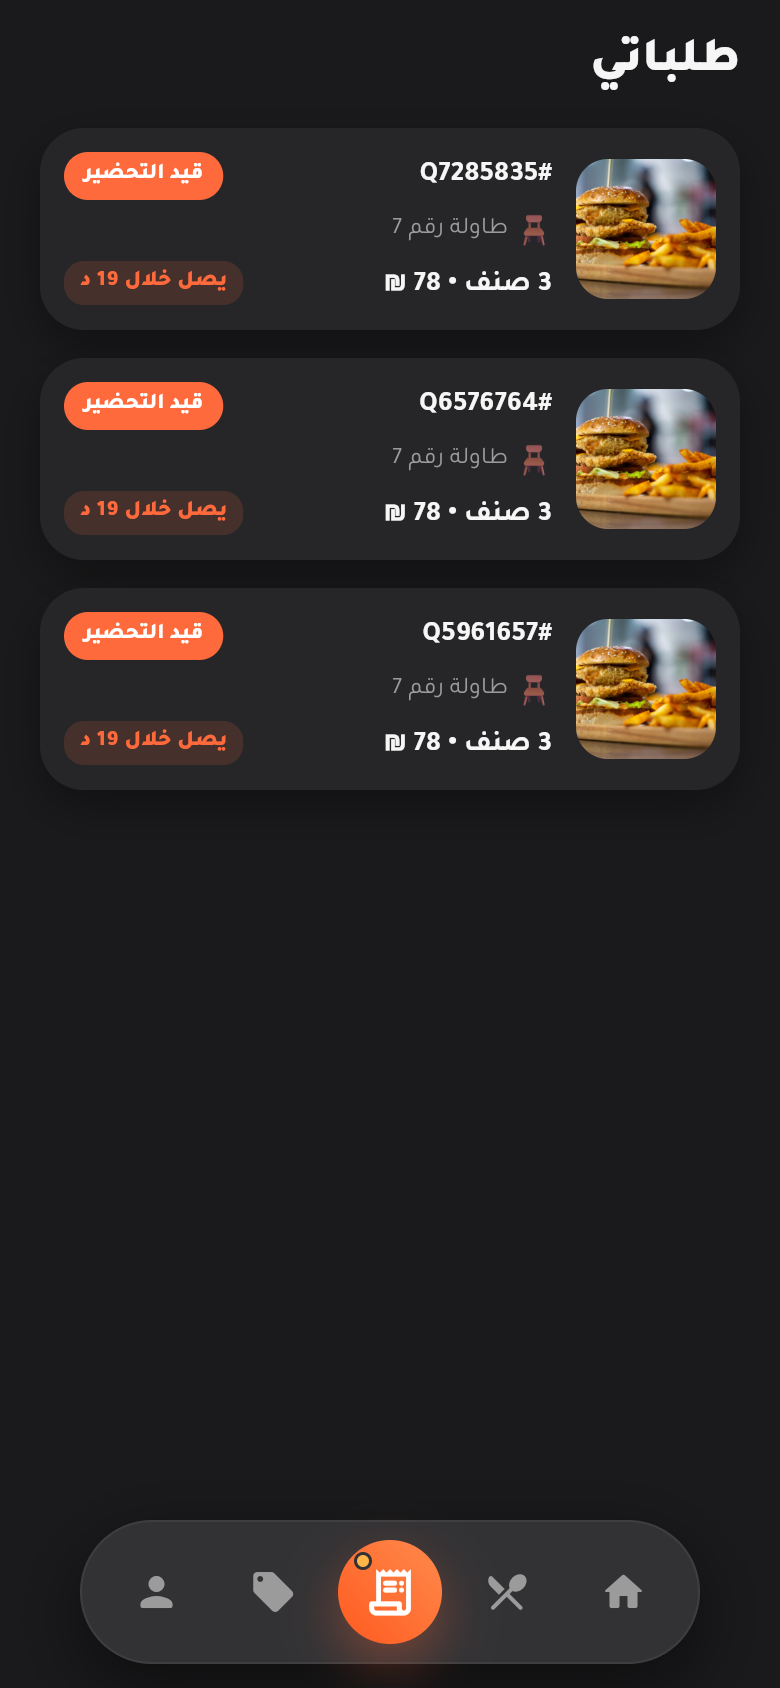 طلباتي
#Q7285835
قيد التحضير
طاولة رقم 7
3 صنف • 78 ₪
يصل خلال 19 د
#Q6576764
قيد التحضير
طاولة رقم 7
3 صنف • 78 ₪
يصل خلال 19 د
#Q5961657
قيد التحضير
طاولة رقم 7
3 صنف • 78 ₪
يصل خلال 19 د